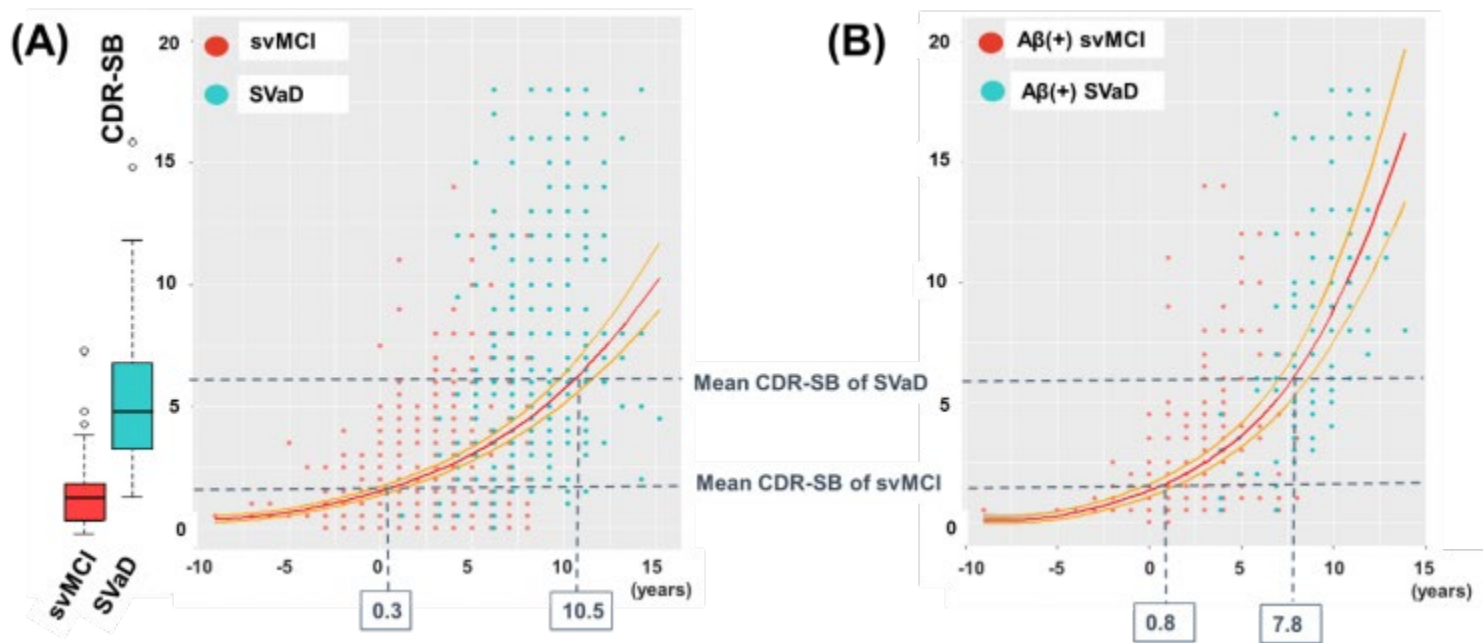 (A)
CDR-SB
svMCI
SVaD
20
15
10
5
0
-10
-5
0
5
10
15
(years)
0.3
10.5
svMCI
SVaD
Mean CDR-SB of SVaD
Mean CDR-SB of svMCI
(B)
Aβ(+) svMCI
Aβ(+) SVaD
20
15
10
5
0
-10
-5
0
5
10
15
(years)
0.8
7.8